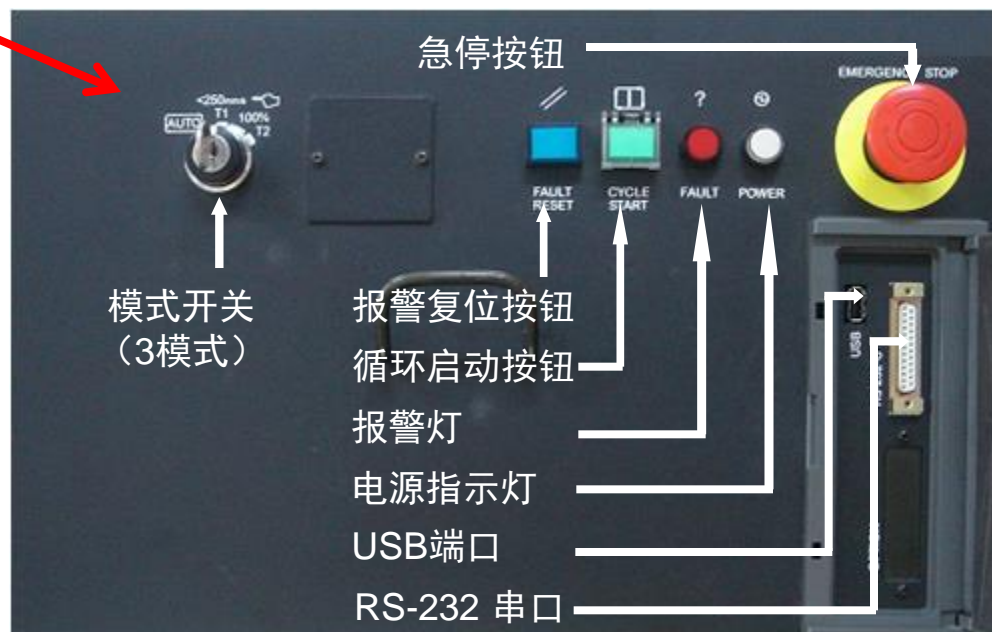 急停按钮
EMERGENCY STOP
<250mm/s
T1 100%
AUTO T2
FAULT RESET
CYCLE START
FAULT
POWER
模式开关
（3模式）
报警复位按钮
循环启动按钮
报警灯
电源指示灯
USB端口
RS-232 串口
USB